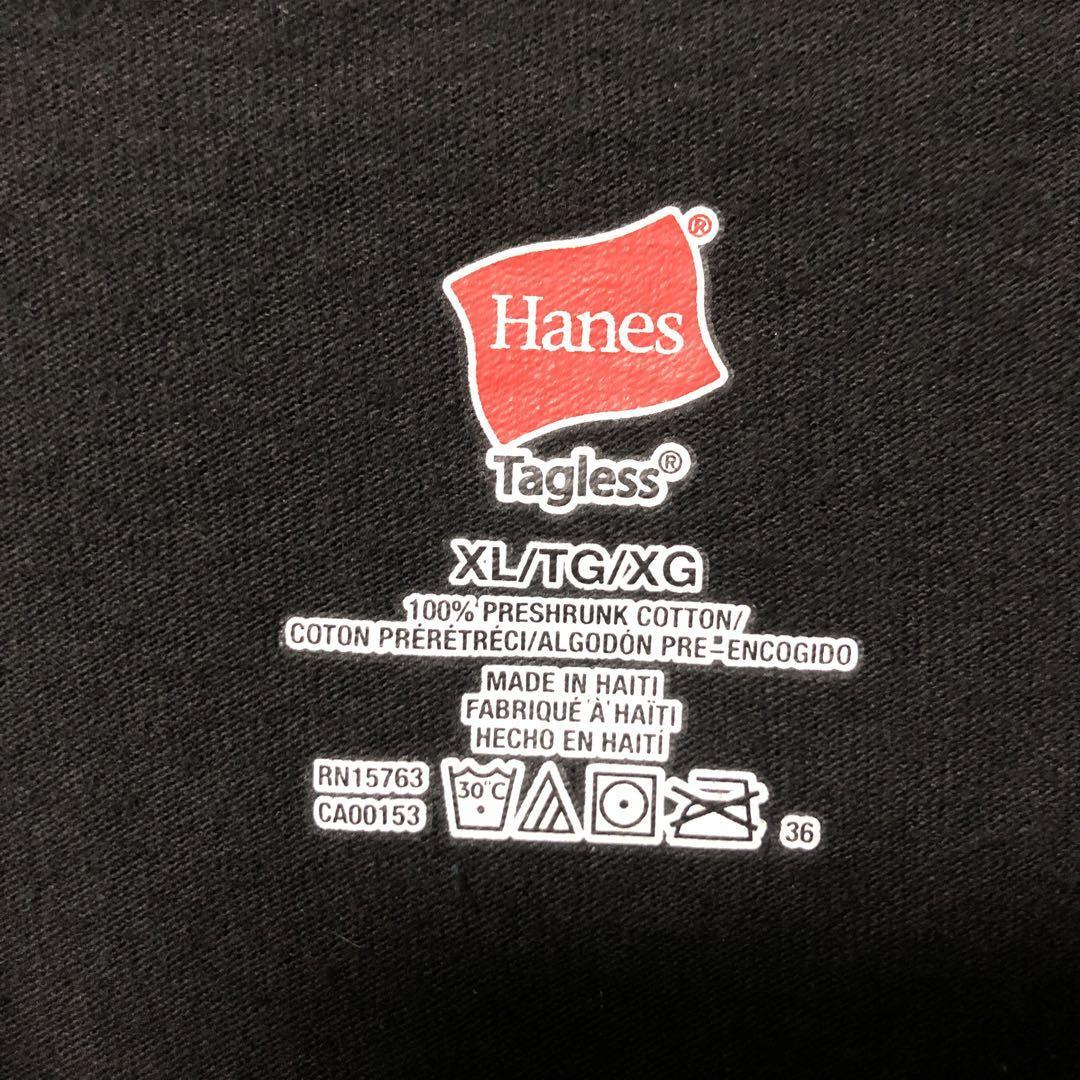 ®
Hanes
Tagless®
XL/TG/XG
100% PRESHRUNK COTTON/
COTON PRÉRÉTRÉCI/ALGODÓN PRE-ENCOGIDO
MADE IN HAITI
FABRIQUÉ À HAÏTI
HECHO EN HAITÍ
RN15763
CA00153
30°C
36